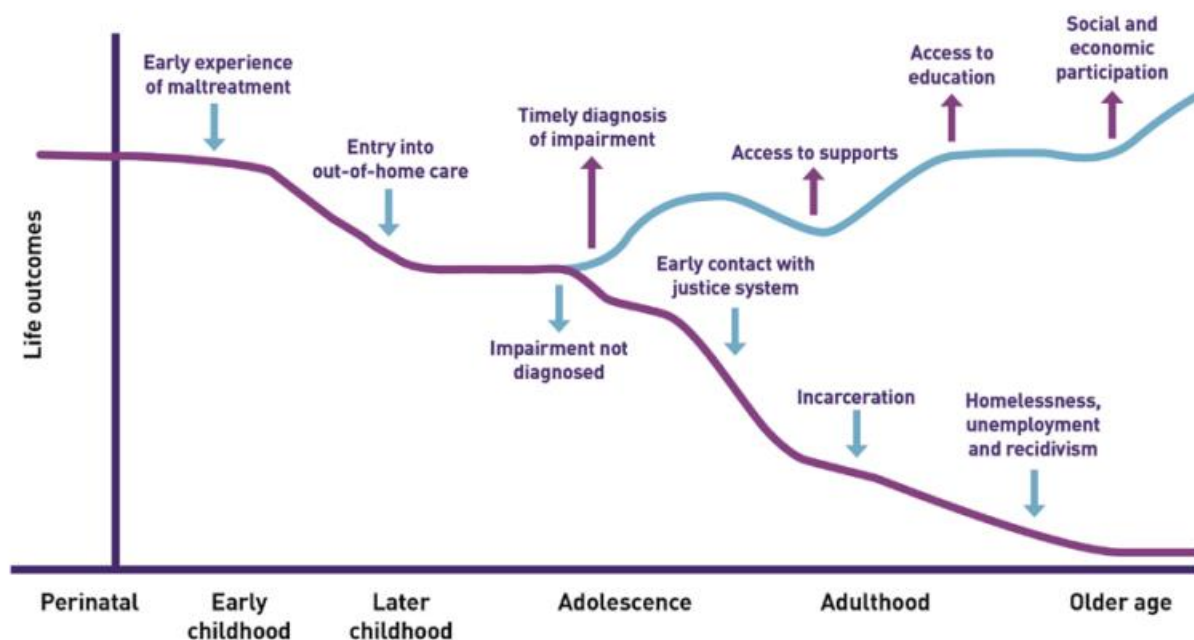 Early experience
of maltreatment
Entry into
out-of-home care
Timely diagnosis
of impairment
Access to supports
Access to
education
Social and
economic
participation
Life outcomes
Impairment not
diagnosed
Early contact with
justice system
Incarceration
Homelessness,
unemployment
and recidivism
Perinatal
Early
childhood
Later
childhood
Adolescence
Adulthood
Older age